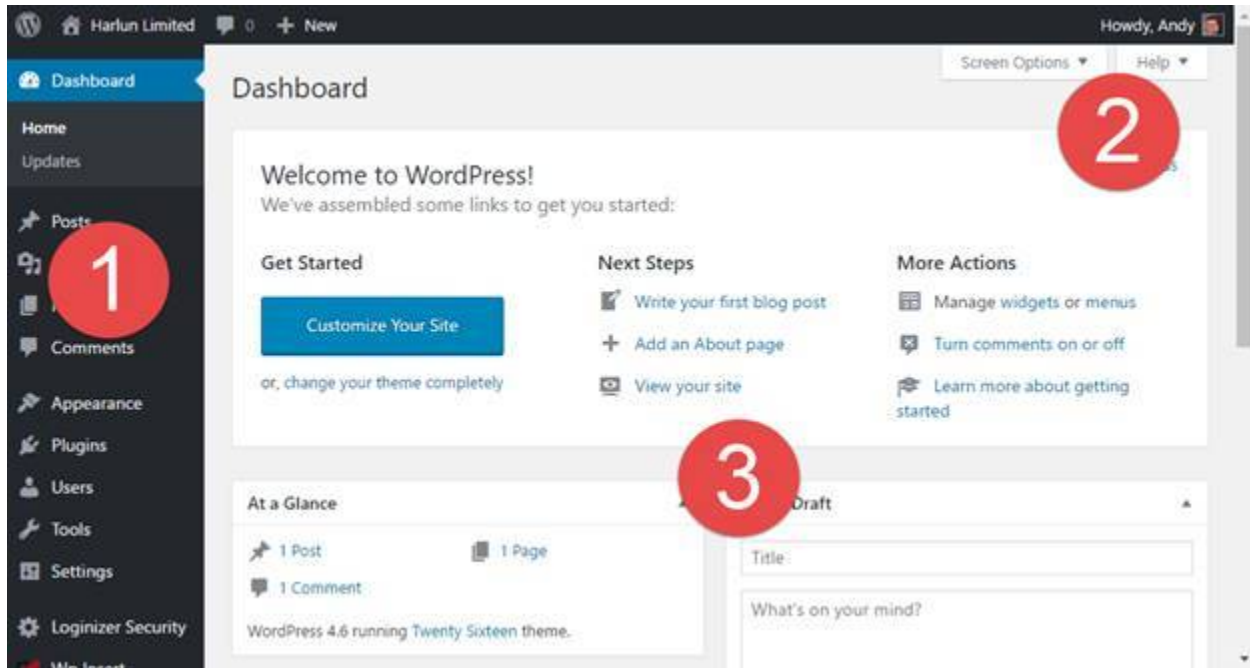 Harlun Limited 0 + New Howdy, Andy
Screen Options Help
Dashboard
Home
Updates
Posts
1
Comments
Appearance
Plugins
Users
Tools
Settings
Loginizer Security
Dashboard
2
Welcome to WordPress!
We've assembled some links to get you started:
Get Started
Customize Your Site
or, change your theme completely
Next Steps
Write your first blog post
Add an About page
View your site
More Actions
Manage widgets or menus
Turn comments on or off
Learn more about getting
started
3
At a Glance
1 Post 1 Page
1 Comment
WordPress 4.6 running Twenty Sixteen theme.
Draft
Title
What's on your mind?